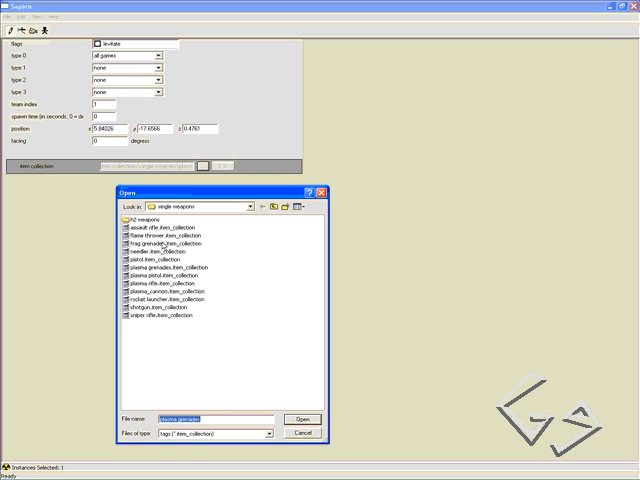 Sapien
File Edit View Help
flags levitate
type 0 all games
type 1 none
type 2 none
type 3 none
team index 1
spawn time (in seconds, 0 = de 0
position x 5.84026 y -17.6566 z 0.4761
facing 0 degrees
item collection
Open
Look in: single weapons
h2 weapons
assault rifle.item_collection
flame thrower.item_collection
frag grenades.item_collection
needler.item_collection
pistol.item_collection
plasma grenades.item_collection
plasma pistol.item_collection
plasma rifle.item_collection
plasma_cannon.item_collection
rocket launcher.item_collection
shotgun.item_collection
sniper rifle.item_collection
File name: plasma grenades Open
Files of type: tags (*.item_collection) Cancel
GS
Instances Selected: 1
Ready